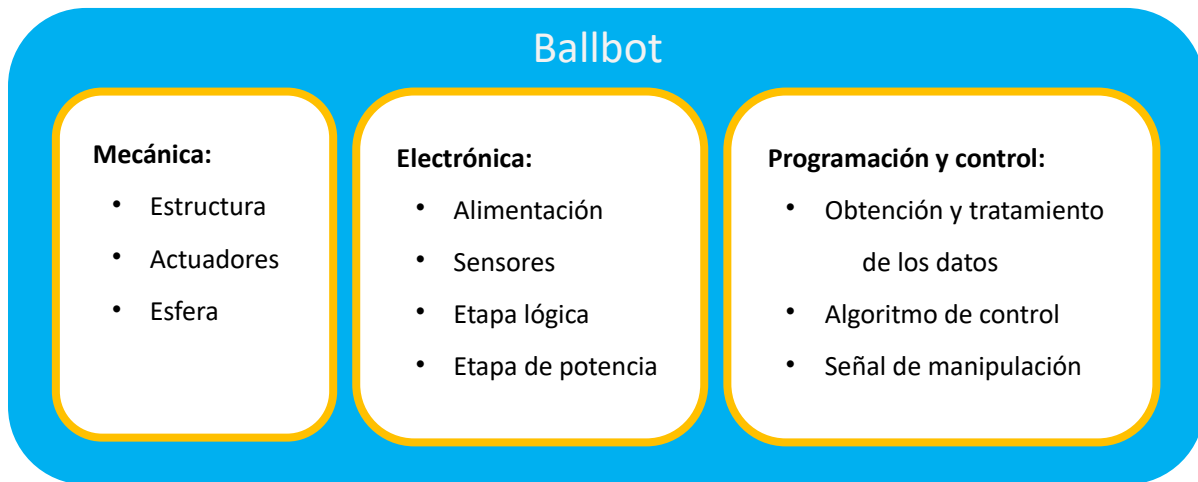 Ballbot
Mecánica:
• Estructura
• Actuadores
• Esfera
Electrónica:
• Alimentación
• Sensores
• Etapa lógica
• Etapa de potencia
Programación y control:
• Obtención y tratamiento
de los datos
• Algoritmo de control
• Señal de manipulación